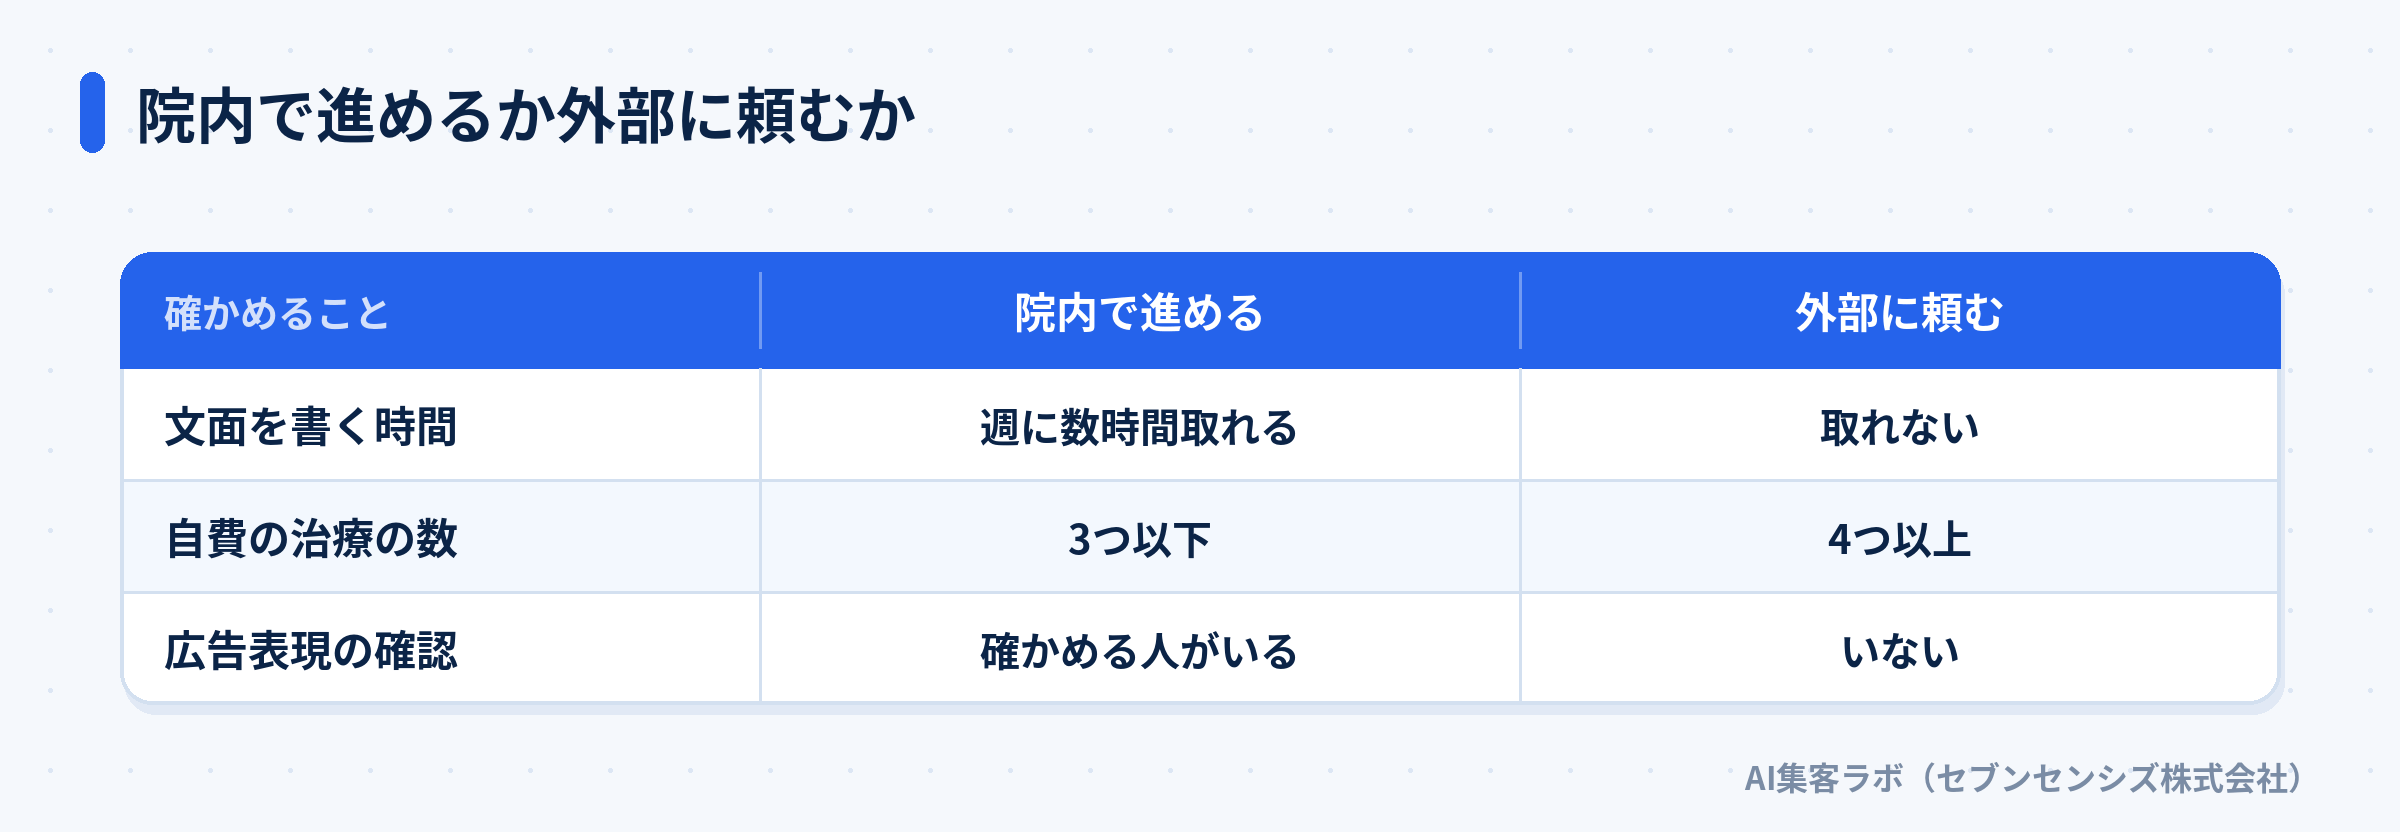 院内で進めるか外部に頼むか
確かめること 院内で進める 外部に頼む
文面を書く時間 週に数時間取れる 取れない
自費の治療の数 3つ以下 4つ以上
広告表現の確認 確かめる人がいる いない
AI集客ラボ（セブンセンシズ株式会社）